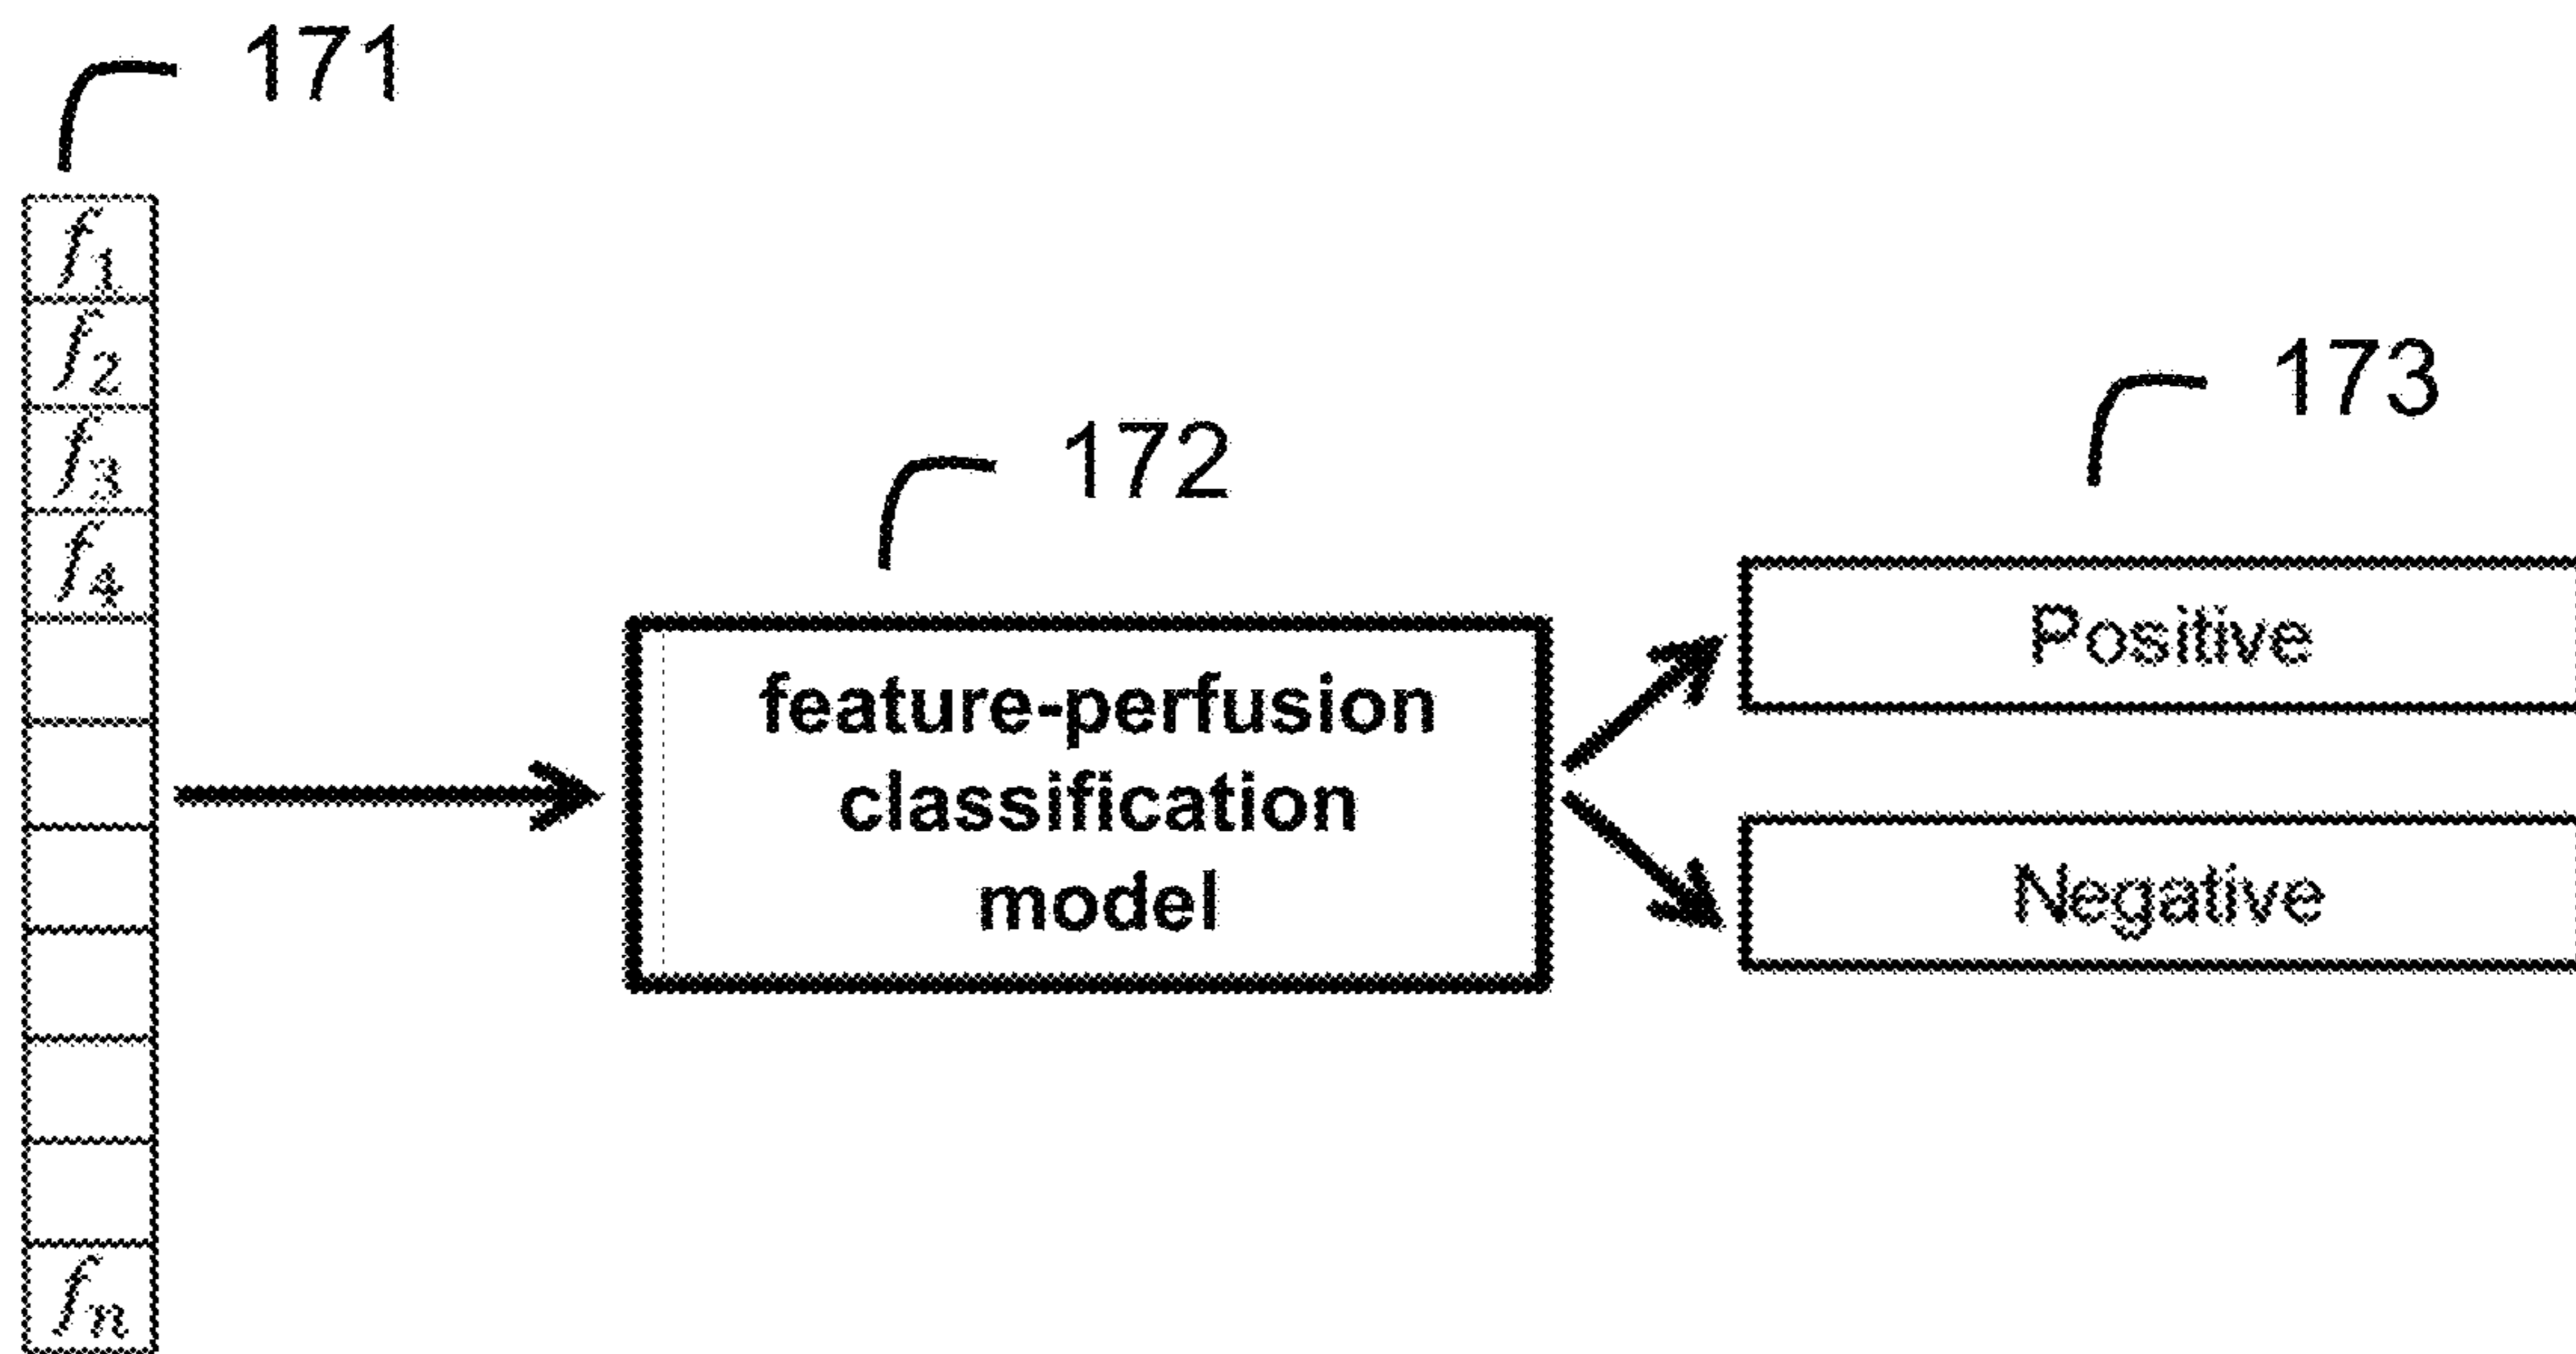 171
f1
f2
f3
f4
fn
172
feature-perfusion
classification
model
173
Positive
Negative